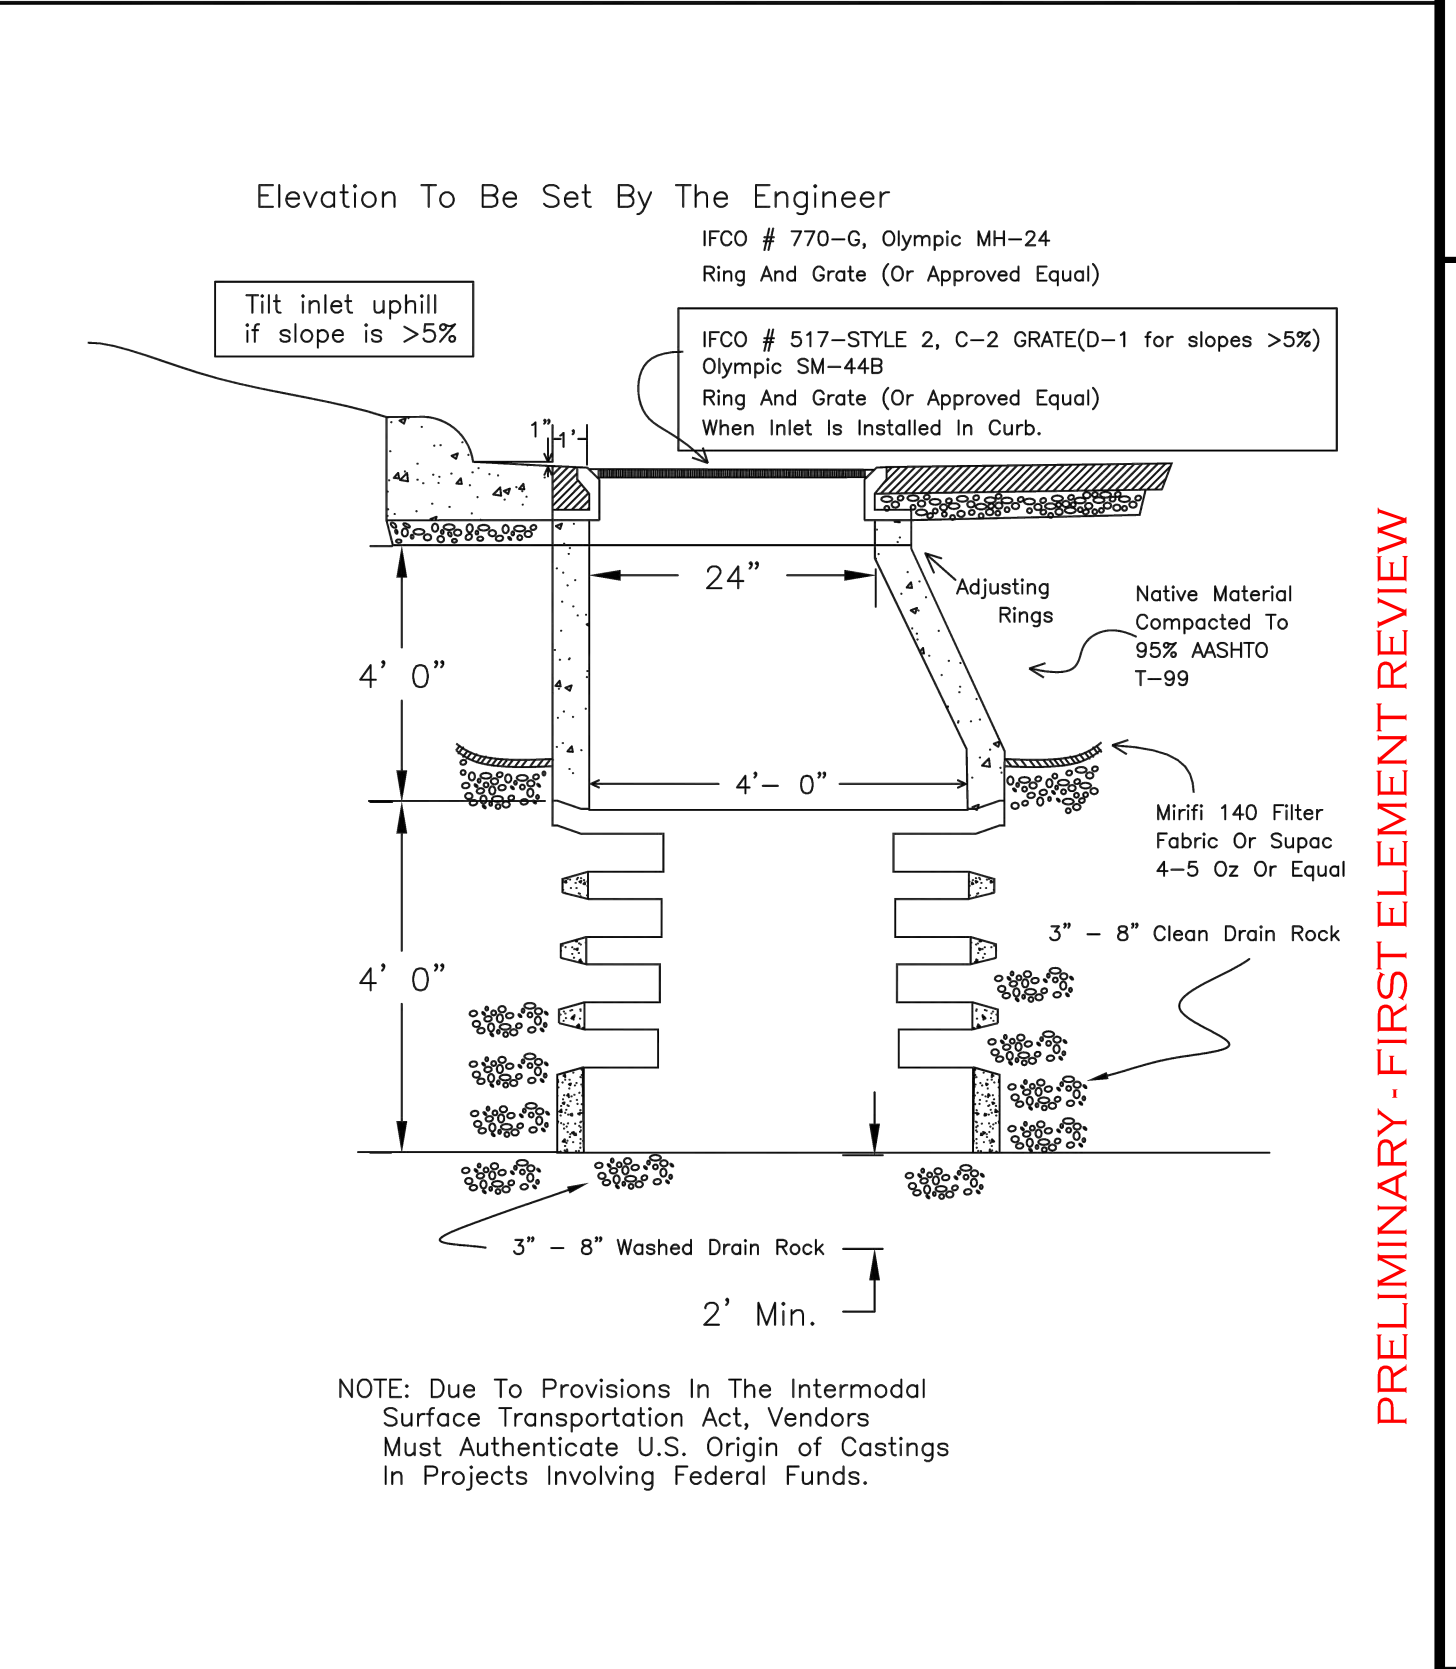 Elevation To Be Set By The Engineer
IFCO # 770-G, Olympic MH-24
Ring And Grate (Or Approved Equal)
Tilt inlet uphill
if slope is >5%
IFCO # 517-STYLE 2, C-2 GRATE(D-1 for slopes >5%)
Olympic SM-44B
Ring And Grate (Or Approved Equal)
When Inlet Is Installed In Curb.
1" 1'
24"
Adjusting
Rings
Native Material
Compacted To
95% AASHTO
T-99
4' 0"
4'- 0"
Mirifi 140 Filter
Fabric Or Supac
4-5 Oz Or Equal
3" - 8" Clean Drain Rock
4' 0"
3" - 8" Washed Drain Rock
2' Min.
NOTE: Due To Provisions In The Intermodal
Surface Transportation Act, Vendors
Must Authenticate U.S. Origin of Castings
In Projects Involving Federal Funds.
PRELIMINARY - FIRST ELEMENT REVIEW